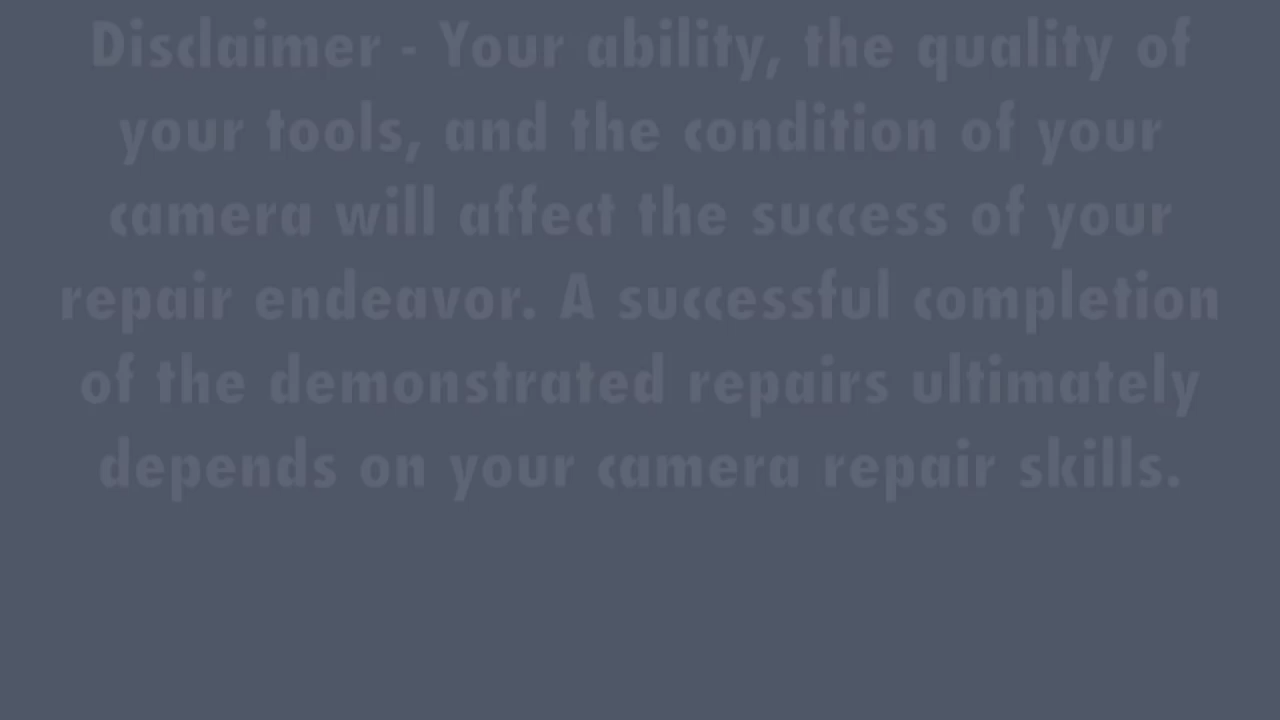 Disclaimer - Your ability, the quality of
your tools, and the condition of your
camera will affect the success of your
repair endeavor. A successful completion
of the demonstrated repairs ultimately
depends on your camera repair skills.